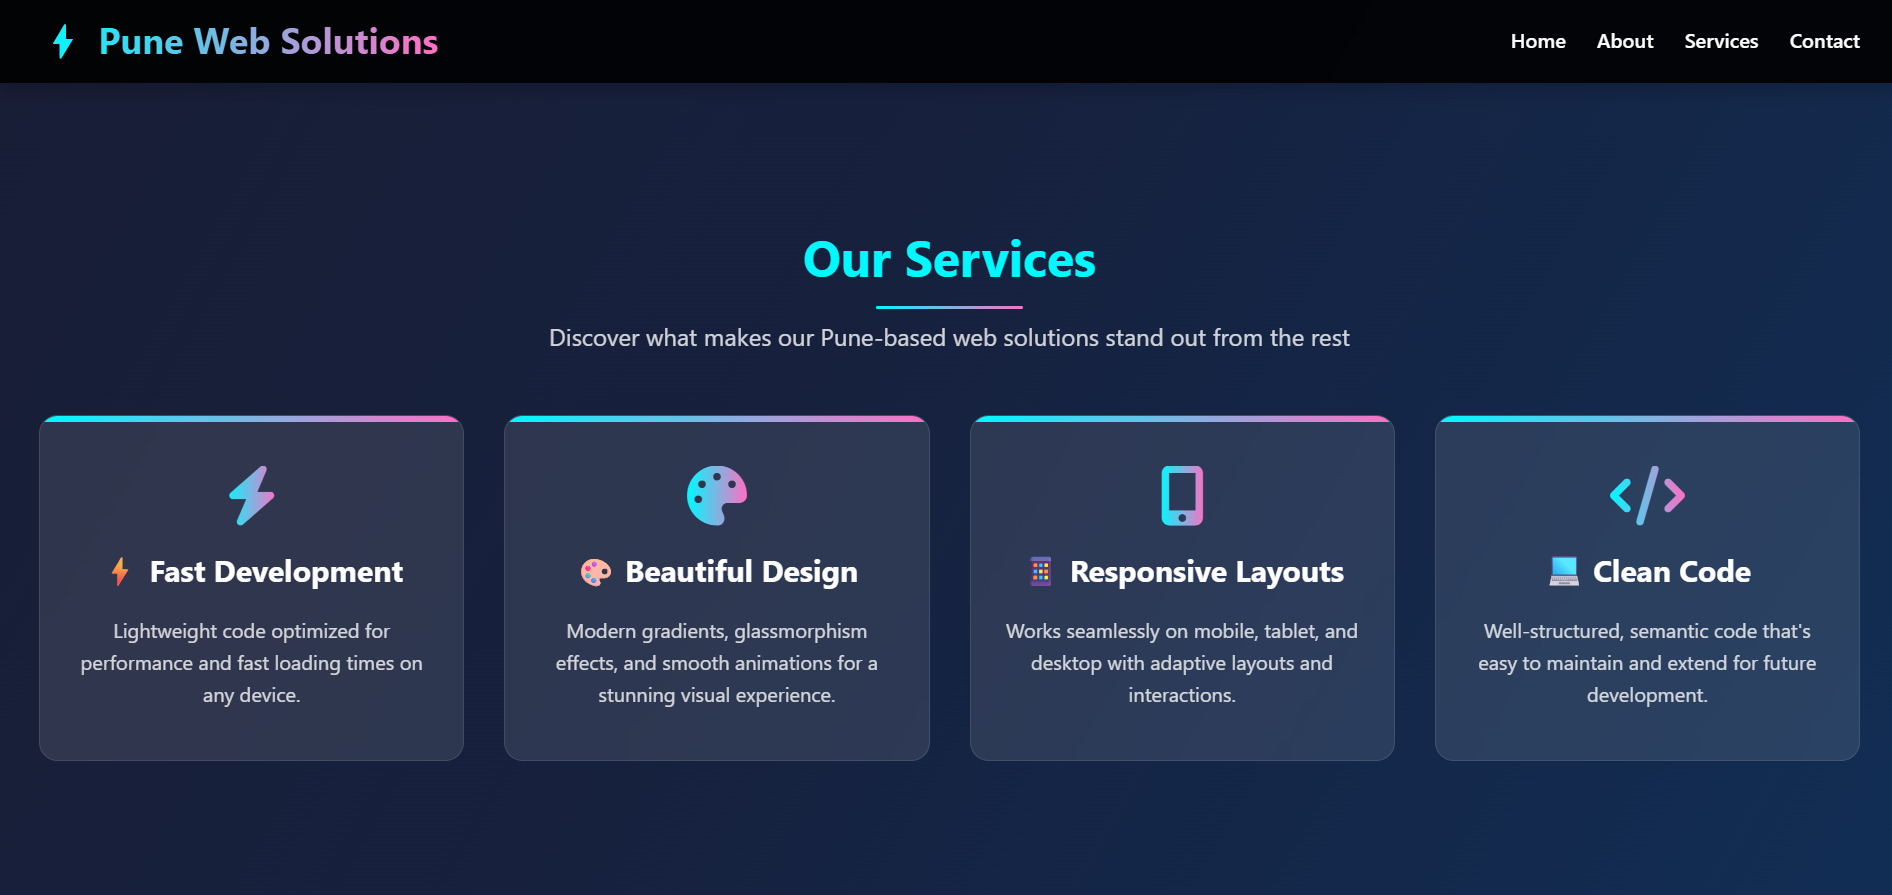 Pune Web Solutions
Home About Services Contact
Our Services
Discover what makes our Pune-based web solutions stand out from the rest
Fast Development
Lightweight code optimized for
performance and fast loading times on
any device.
Beautiful Design
Modern gradients, glassmorphism
effects, and smooth animations for a
stunning visual experience.
Responsive Layouts
Works seamlessly on mobile, tablet, and
desktop with adaptive layouts and
interactions.
Clean Code
Well-structured, semantic code that's
easy to maintain and extend for future
development.